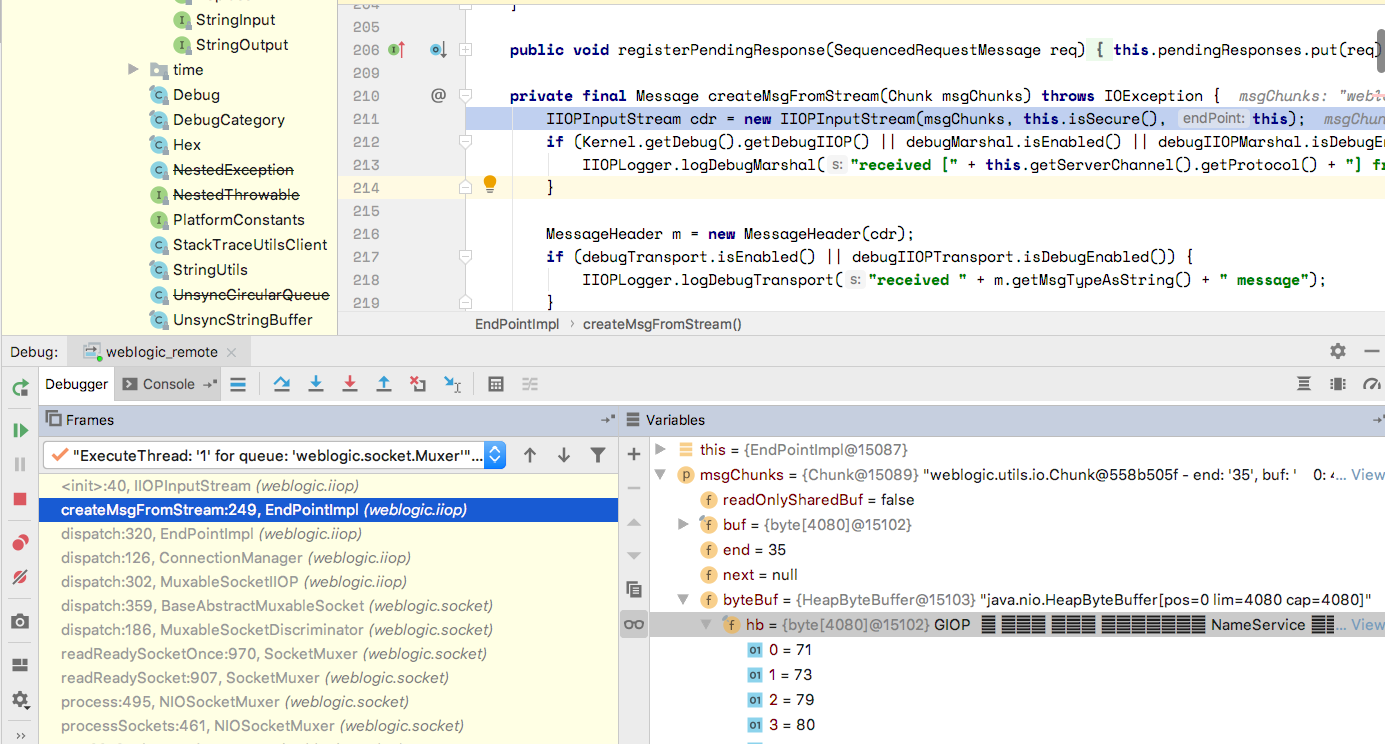 StringInput
StringOutput
time
Debug
DebugCategory
Hex
NestedException
NestedThrowable
PlatformConstants
StackTraceUtilsClient
StringUtils
UnsyncCircularQueue
UnsyncStringBuffer
204 }
205
206 public void registerPendingResponse(SequencedRequestMessage req) { this.pendingResponses.put(req)
209
210 @ private final Message createMsgFromStream(Chunk msgChunks) throws IOException { msgChunks: "weblo
211 IIOPInputStream cdr = new IIOPInputStream(msgChunks, this.isSecure(), endPoint: this); msgCh
212 if (Kernel.getDebug().getDebugIIOP() || debugMarshal.isEnabled() || debugIIOPMarshal.isDebugEn
213 IIOPLogger.logDebugMarshal( s: "received [" + this.getServerChannel().getProtocol() + "] fr
214 }
215
216 MessageHeader m = new MessageHeader(cdr);
217 if (debugTransport.isEnabled() || debugIIOPTransport.isDebugEnabled()) {
218 IIOPLogger.logDebugTransport( s: "received " + m.getMsgTypeAsString() + " message");
219 }
EndPointImpl › createMsgFromStream()
Debug: weblogic_remote
Debugger Console
Frames
"ExecuteThread: '1' for queue: 'weblogic.socket.Muxer'"...
<init>:40, IIOPInputStream (weblogic.iiop)
createMsgFromStream:249, EndPointImpl (weblogic.iiop)
dispatch:320, EndPointImpl (weblogic.iiop)
dispatch:126, ConnectionManager (weblogic.iiop)
dispatch:302, MuxableSocketIIOP (weblogic.iiop)
dispatch:359, BaseAbstractMuxableSocket (weblogic.socket)
dispatch:186, MuxableSocketDiscriminator (weblogic.socket)
readReadySocketOnce:970, SocketMuxer (weblogic.socket)
readReadySocket:907, SocketMuxer (weblogic.socket)
process:495, NIOSocketMuxer (weblogic.socket)
processSockets:461, NIOSocketMuxer (weblogic.socket)
Variables
this = {EndPointImpl@15087}
msgChunks = {Chunk@15089} "weblogic.utils.io.Chunk@558b505f - end: '35', buf: ' 0: 4... View
readOnlySharedBuf = false
buf = {byte[4080]@15102}
end = 35
next = null
byteBuf = {HeapByteBuffer@15103} "java.nio.HeapByteBuffer[pos=0 lim=4080 cap=4080]"
hb = {byte[4080]@15102} GIOP NameService ... View
0 = 71
1 = 73
2 = 79
3 = 80